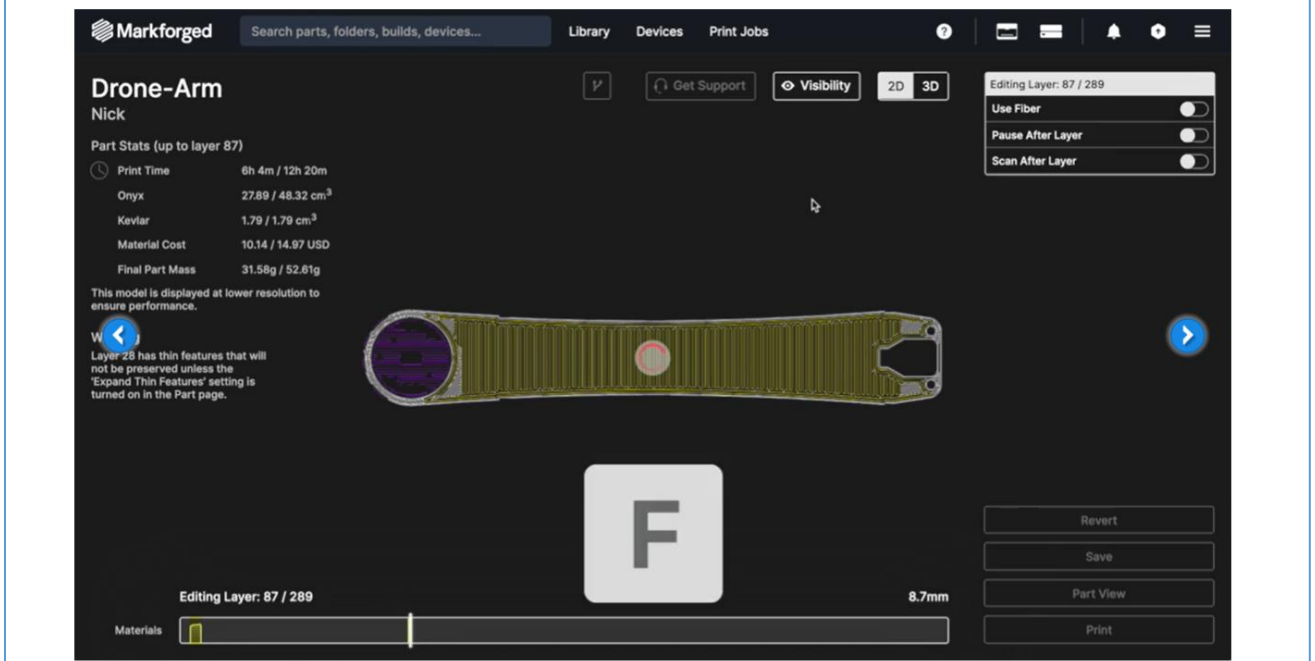 Markforged
Search parts, folders, builds, devices...
Library
Devices
Print Jobs
Drone-Arm
Nick
Get Support
Visibility
2D
3D
Part Stats (up to layer 87)
Print Time 6h 4m / 12h 20m
Onyx 27.89 / 48.32 cm³
Kevlar 1.79 / 1.79 cm³
Material Cost 10.14 / 14.97 USD
Final Part Mass 31.58g / 52.61g
This model is displayed at lower resolution to
ensure performance.
Layer 28 has thin features that will
not be preserved unless the
'Expand Thin Features' setting is
turned on in the Part page.
Editing Layer: 87 / 289
Use Fiber
Pause After Layer
Scan After Layer
F
Revert
Save
Part View
Print
Editing Layer: 87 / 289
8.7mm
Materials